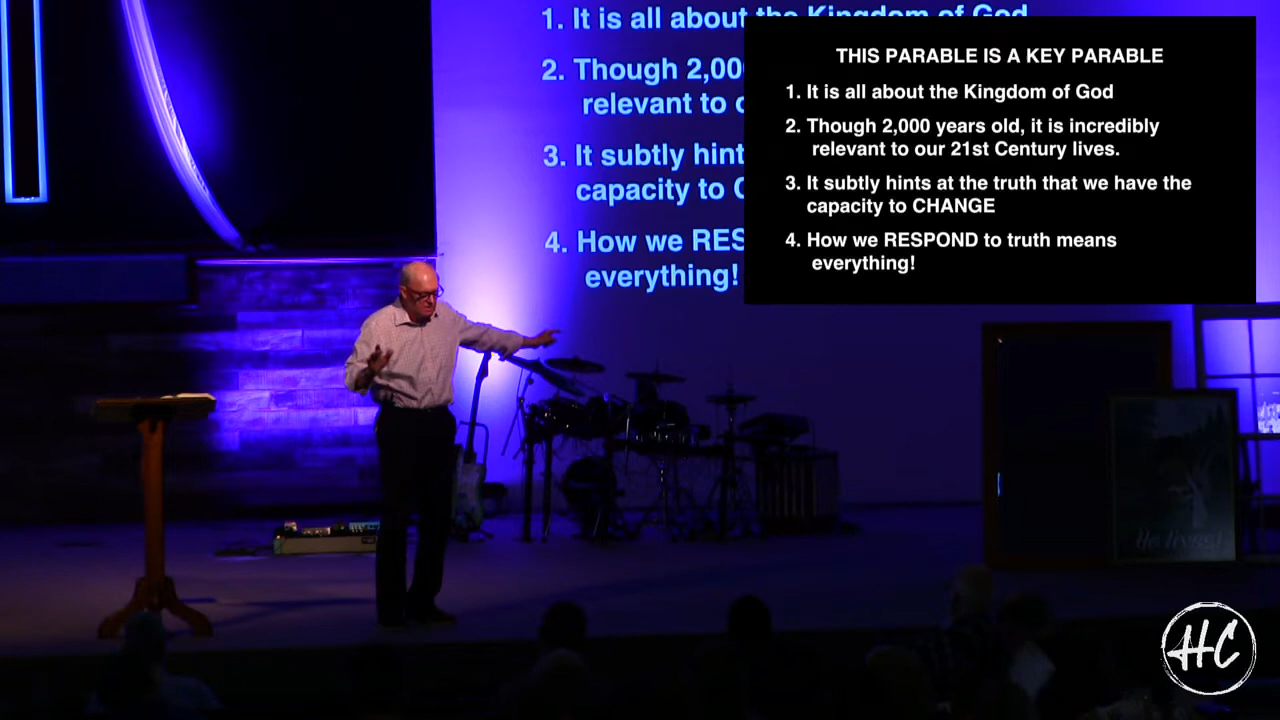 1. It is all about the Kingdom of God
2. Though 2,00
relevant to
3. It subtly hint
capacity to C
4. How we RES
everything!
THIS PARABLE IS A KEY PARABLE
1. It is all about the Kingdom of God
2. Though 2,000 years old, it is incredibly
relevant to our 21st Century lives.
3. It subtly hints at the truth that we have the
capacity to CHANGE
4. How we RESPOND to truth means
everything!
He lives!
HC